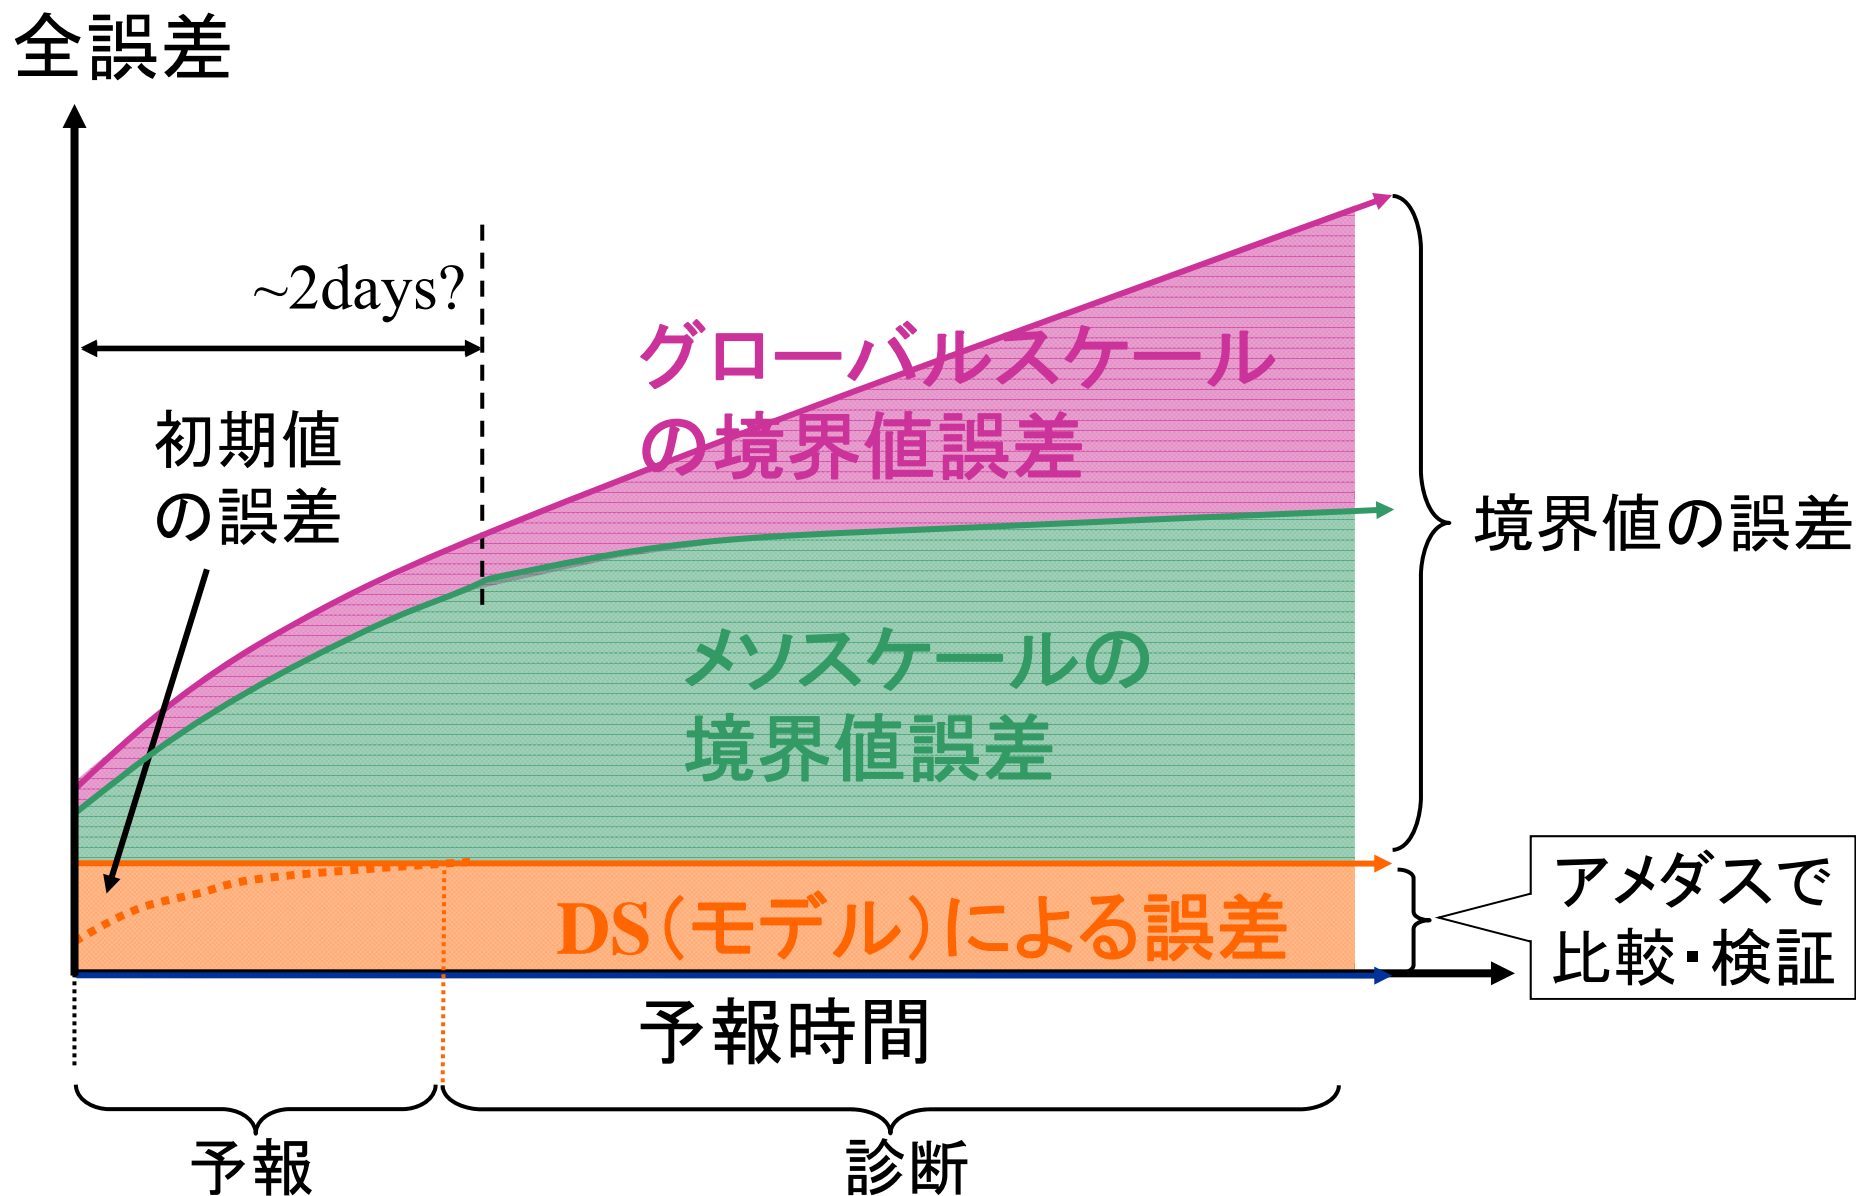 全誤差
~2days?
初期値
の誤差
グローバルスケール
の境界値誤差
境界値の誤差
メソスケールの
境界値誤差
DS(モデル)による誤差
アメダスで
比較・検証
予報時間
予報
診断